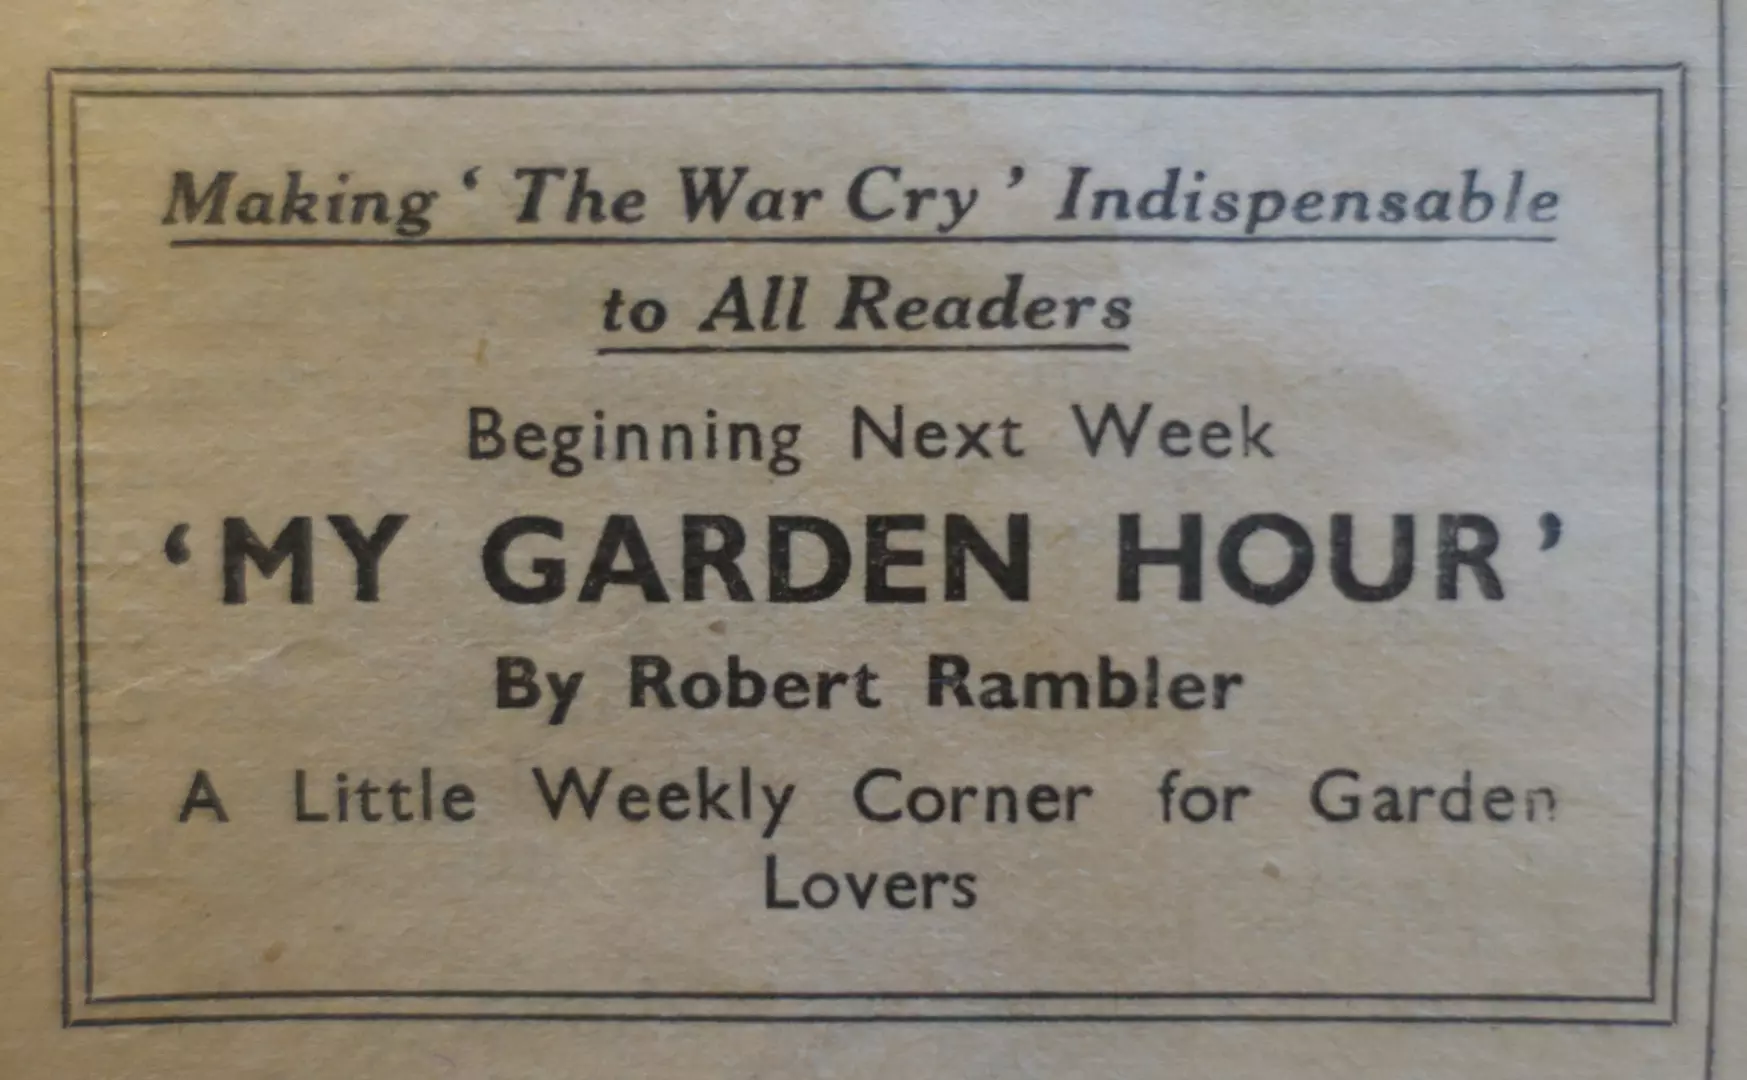 Making ‘ The War Cry ’ Indispensable
to All Readers
Beginning Next Week
‘MY GARDEN HOUR’
By Robert Rambler
A Little Weekly Corner for Garden
Lovers